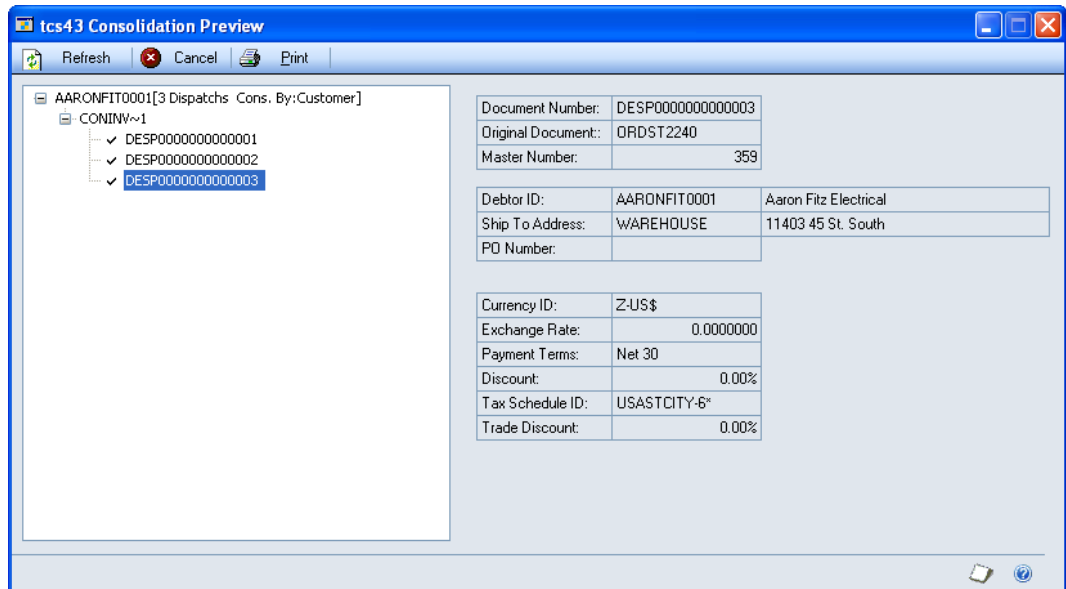 tcs43 Consolidation Preview
Refresh Cancel Print
AARONFIT0001[3 Dispatchs Cons. By:Customer]
CONINV~1
DESP0000000000001
DESP0000000000002
DESP0000000000003
Document Number: DESP0000000000003
Original Document:: ORDST2240
Master Number: 359
Debtor ID: AARONFIT0001 Aaron Fitz Electrical
Ship To Address: WAREHOUSE 11403 45 St. South
PO Number:
Currency ID: Z-US$
Exchange Rate: 0.0000000
Payment Terms: Net 30
Discount: 0.00%
Tax Schedule ID: USASTCITY-6*
Trade Discount: 0.00%